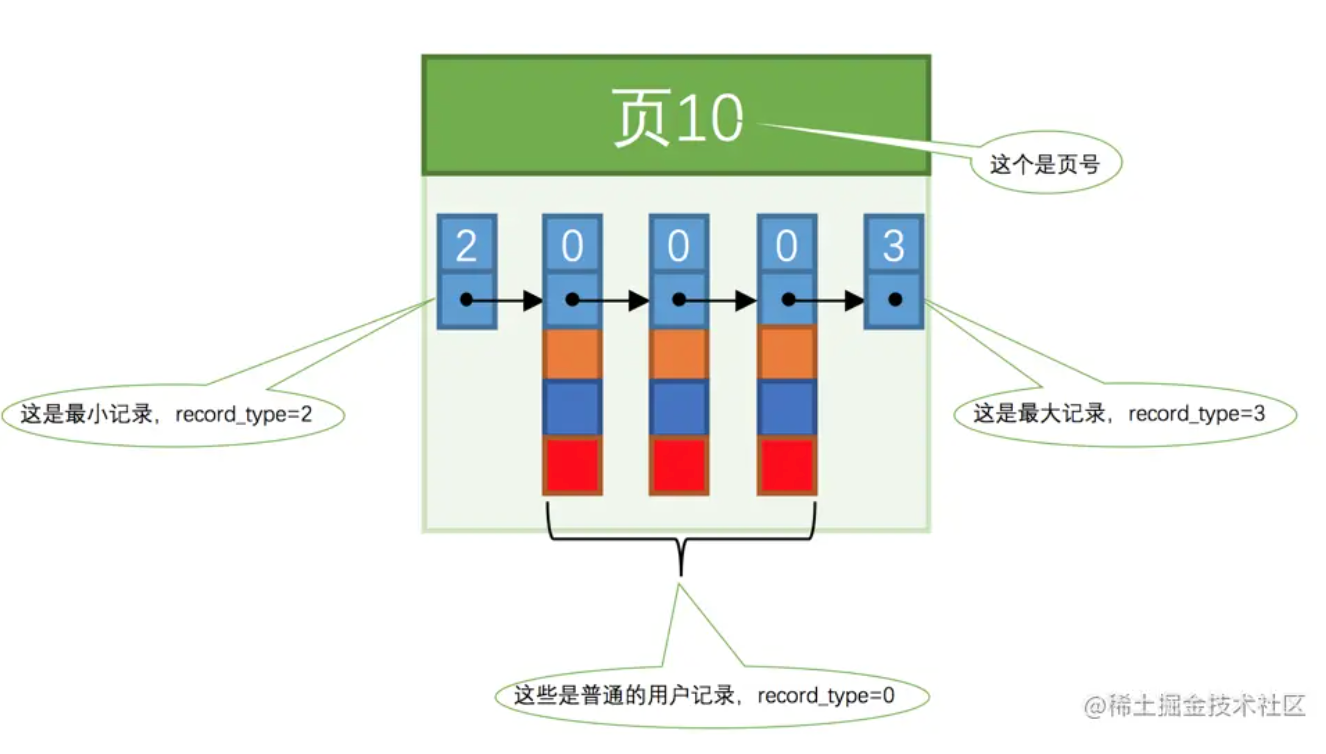 页10
这个是页号
2 0 0 0 3
这是最小记录，record_type=2
这是最大记录，record_type=3
这些是普通的用户记录，record_type=0
@稀土掘金技术社区